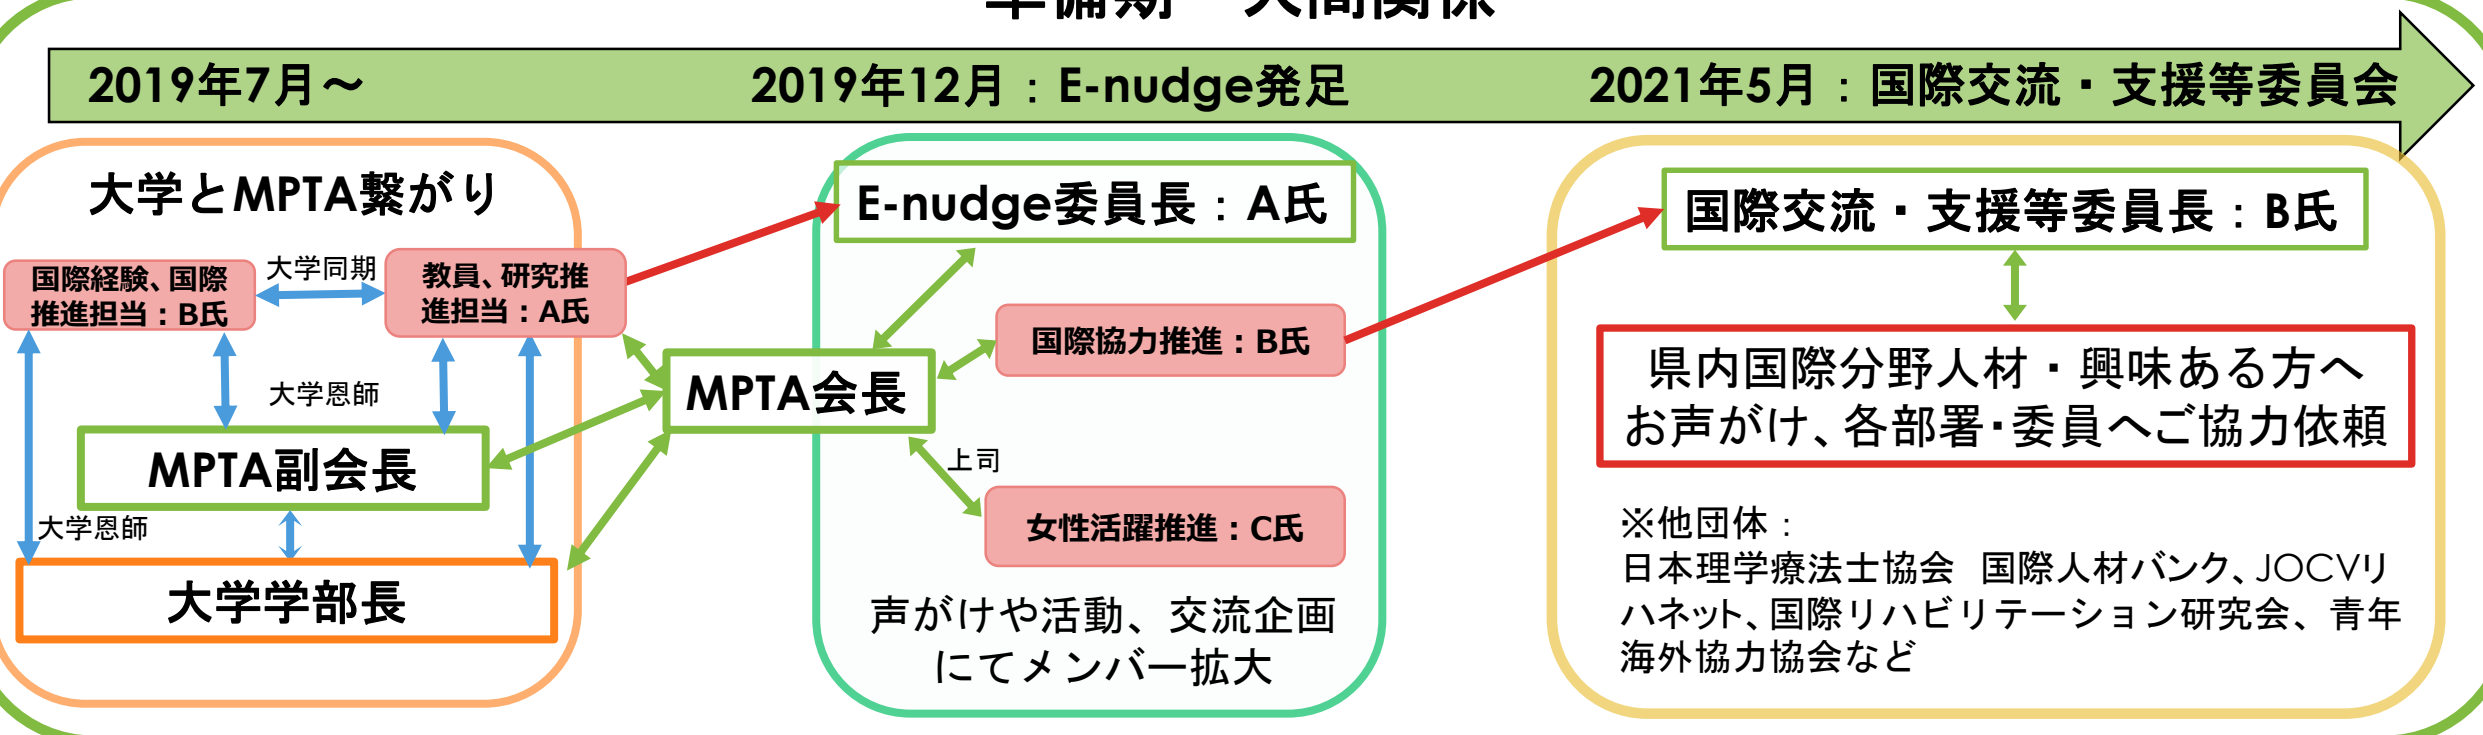 準備期 人間関係
2019年7月～
2019年12月：E-nudge発足
2021年5月：国際交流・支援等委員会
大学とMPTA繋がり
国際経験、国際
推進担当：B氏
大学同期
教員、研究推
進担当：A氏
大学恩師
MPTA副会長
大学恩師
大学学部長
MPTA会長
E-nudge委員長：A氏
国際協力推進：B氏
上司
女性活躍推進：C氏
声がけや活動、交流企画
にてメンバー拡大
国際交流・支援等委員長：B氏
県内国際分野人材・興味ある方へ
お声がけ、各部署・委員へご協力依頼
※他団体：
日本理学療法士協会　国際人材バンク、JOCVリ
ハネット、国際リハビリテーション研究会、青年
海外協力協会など